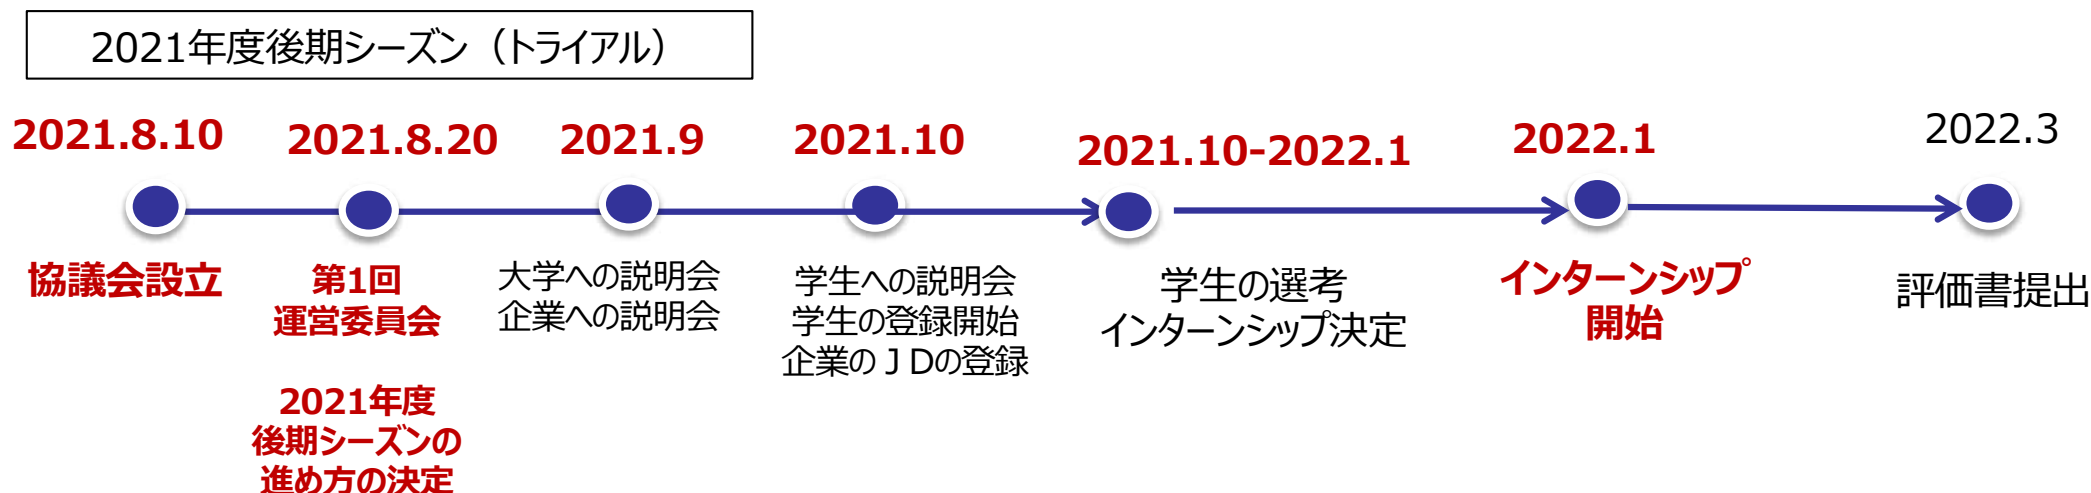 2021年度後期シーズン（トライアル）
2021.8.10
協議会設立
2021.8.20
第1回
運営委員会
2021年度
後期シーズンの
進め方の決定
2021.9
大学への説明会
企業への説明会
2021.10
学生への説明会
学生の登録開始
企業のＪＤの登録
2021.10-2022.1
学生の選考
インターンシップ決定
2022.1
インターンシップ
開始
2022.3
評価書提出